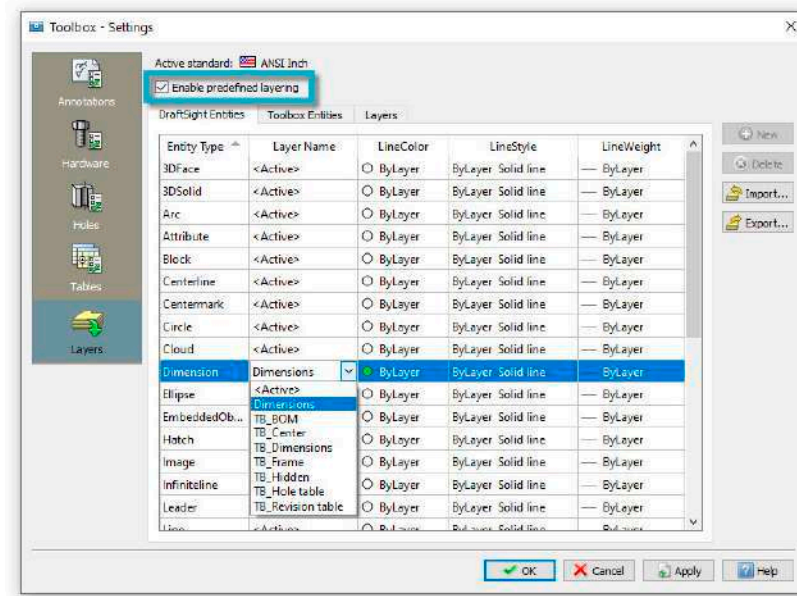 Toolbox - Settings
Active standard: ANSI Inch
Enable predefined layering
Annotations
Hardware
Holes
Tables
Layers
DraftSight Entities Toolbox Entities Layers
Entity Type Layer Name LineColor LineStyle LineWeight
3DFace <Active> ByLayer ByLayer Solid line ByLayer
3DSolid <Active> ByLayer ByLayer Solid line ByLayer
Arc <Active> ByLayer ByLayer Solid line ByLayer
Attribute <Active> ByLayer ByLayer Solid line ByLayer
Block <Active> ByLayer ByLayer Solid line ByLayer
Centerline <Active> ByLayer ByLayer Solid line ByLayer
Centermark <Active> ByLayer ByLayer Solid line ByLayer
Circle <Active> ByLayer ByLayer Solid line ByLayer
Cloud <Active> ByLayer ByLayer Solid line ByLayer
Dimension Dimensions ByLayer ByLayer Solid line ByLayer
Ellipse ByLayer ByLayer Solid line ByLayer
EmbeddedOb... ByLayer ByLayer Solid line ByLayer
Hatch ByLayer ByLayer Solid line ByLayer
Image ByLayer ByLayer Solid line ByLayer
Infiniteline ByLayer ByLayer Solid line ByLayer
Leader ByLayer ByLayer Solid line ByLayer
<Active>
Dimensions
TB_BOM
TB_Center
TB_Dimensions
TB_Frame
TB_Hidden
TB_Hole table
TB_Revision table
New
Delete
Import...
Export...
OK Cancel Apply Help